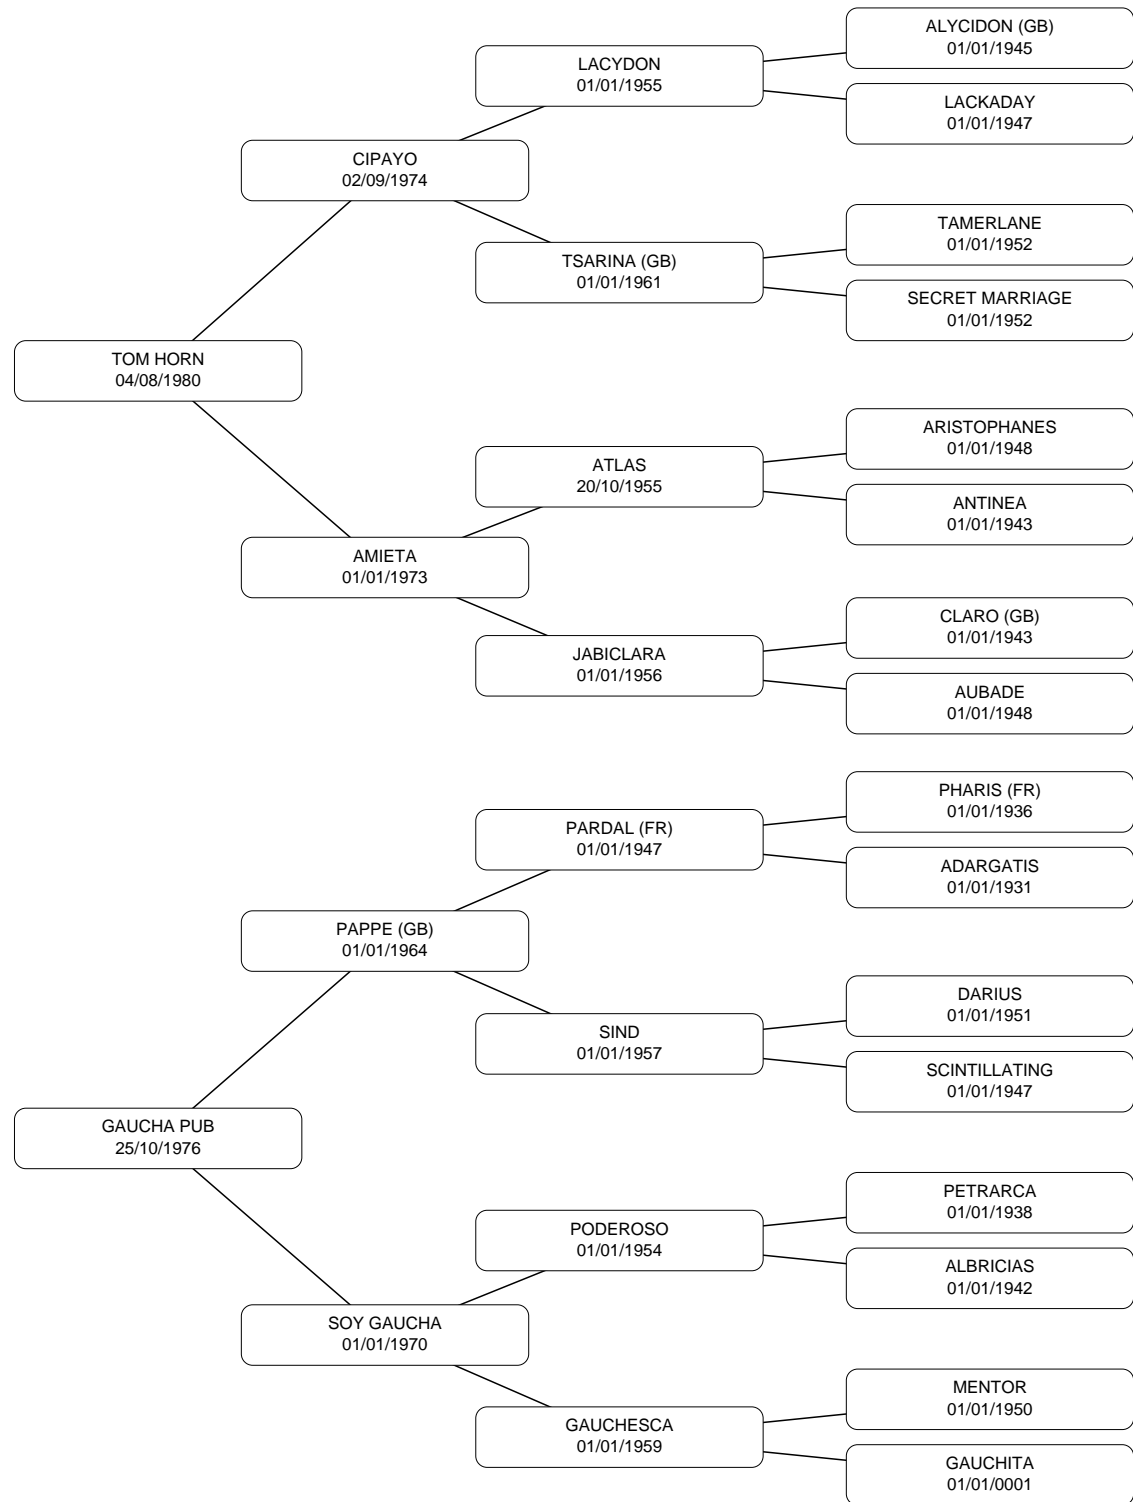 ALYCIDON (GB)
01/01/1945
LACYDON
01/01/1955
LACKADAY
01/01/1947
CIPAYO
02/09/1974
TAMERLANE
01/01/1952
TSARINA (GB)
01/01/1961
SECRET MARRIAGE
01/01/1952
TOM HORN
04/08/1980
ARISTOPHANES
01/01/1948
ATLAS
20/10/1955
ANTINEA
01/01/1943
AMIETA
01/01/1973
CLARO (GB)
01/01/1943
JABICLARA
01/01/1956
AUBADE
01/01/1948
PHARIS (FR)
01/01/1936
PARDAL (FR)
01/01/1947
ADARGATIS
01/01/1931
PAPPE (GB)
01/01/1964
DARIUS
01/01/1951
SIND
01/01/1957
SCINTILLATING
01/01/1947
GAUCHA PUB
25/10/1976
PETRARCA
01/01/1938
PODEROSO
01/01/1954
ALBRICIAS
01/01/1942
SOY GAUCHA
01/01/1970
MENTOR
01/01/1950
GAUCHESCA
01/01/1959
GAUCHITA
01/01/0001